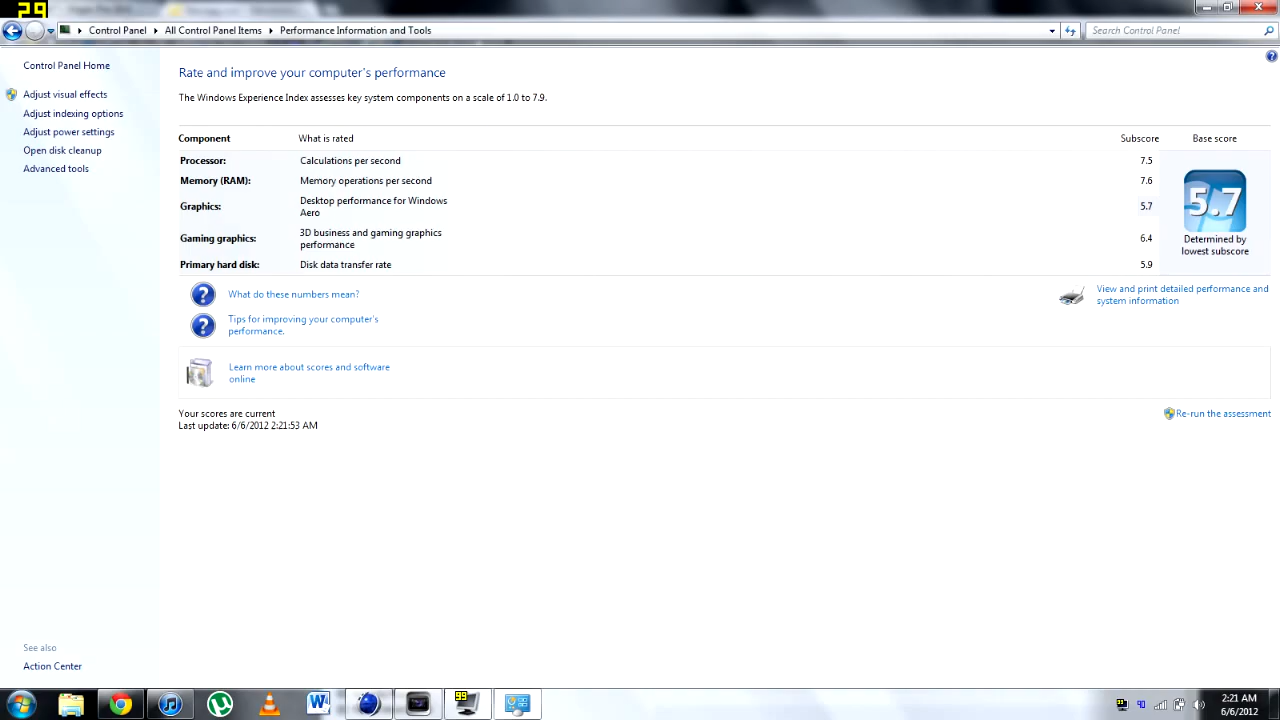 29
Control Panel ▸ All Control Panel Items ▸ Performance Information and Tools
Search Control Panel
Control Panel Home
Adjust visual effects
Adjust indexing options
Adjust power settings
Open disk cleanup
Advanced tools
See also
Action Center
Rate and improve your computer's performance
The Windows Experience Index assesses key system components on a scale of 1.0 to 7.9.
Component What is rated Subscore Base score
Processor: Calculations per second 7.5
Memory (RAM): Memory operations per second 7.6
Graphics: Desktop performance for Windows
Aero 5.7
Gaming graphics: 3D business and gaming graphics
performance 6.4
Primary hard disk: Disk data transfer rate 5.9
5.7
Determined by
lowest subscore
What do these numbers mean?
Tips for improving your computer's
performance.
View and print detailed performance and
system information
Learn more about scores and software
online
Your scores are current
Last update: 6/6/2012 2:21:53 AM
Re-run the assessment
99
2:21 AM
6/6/2012